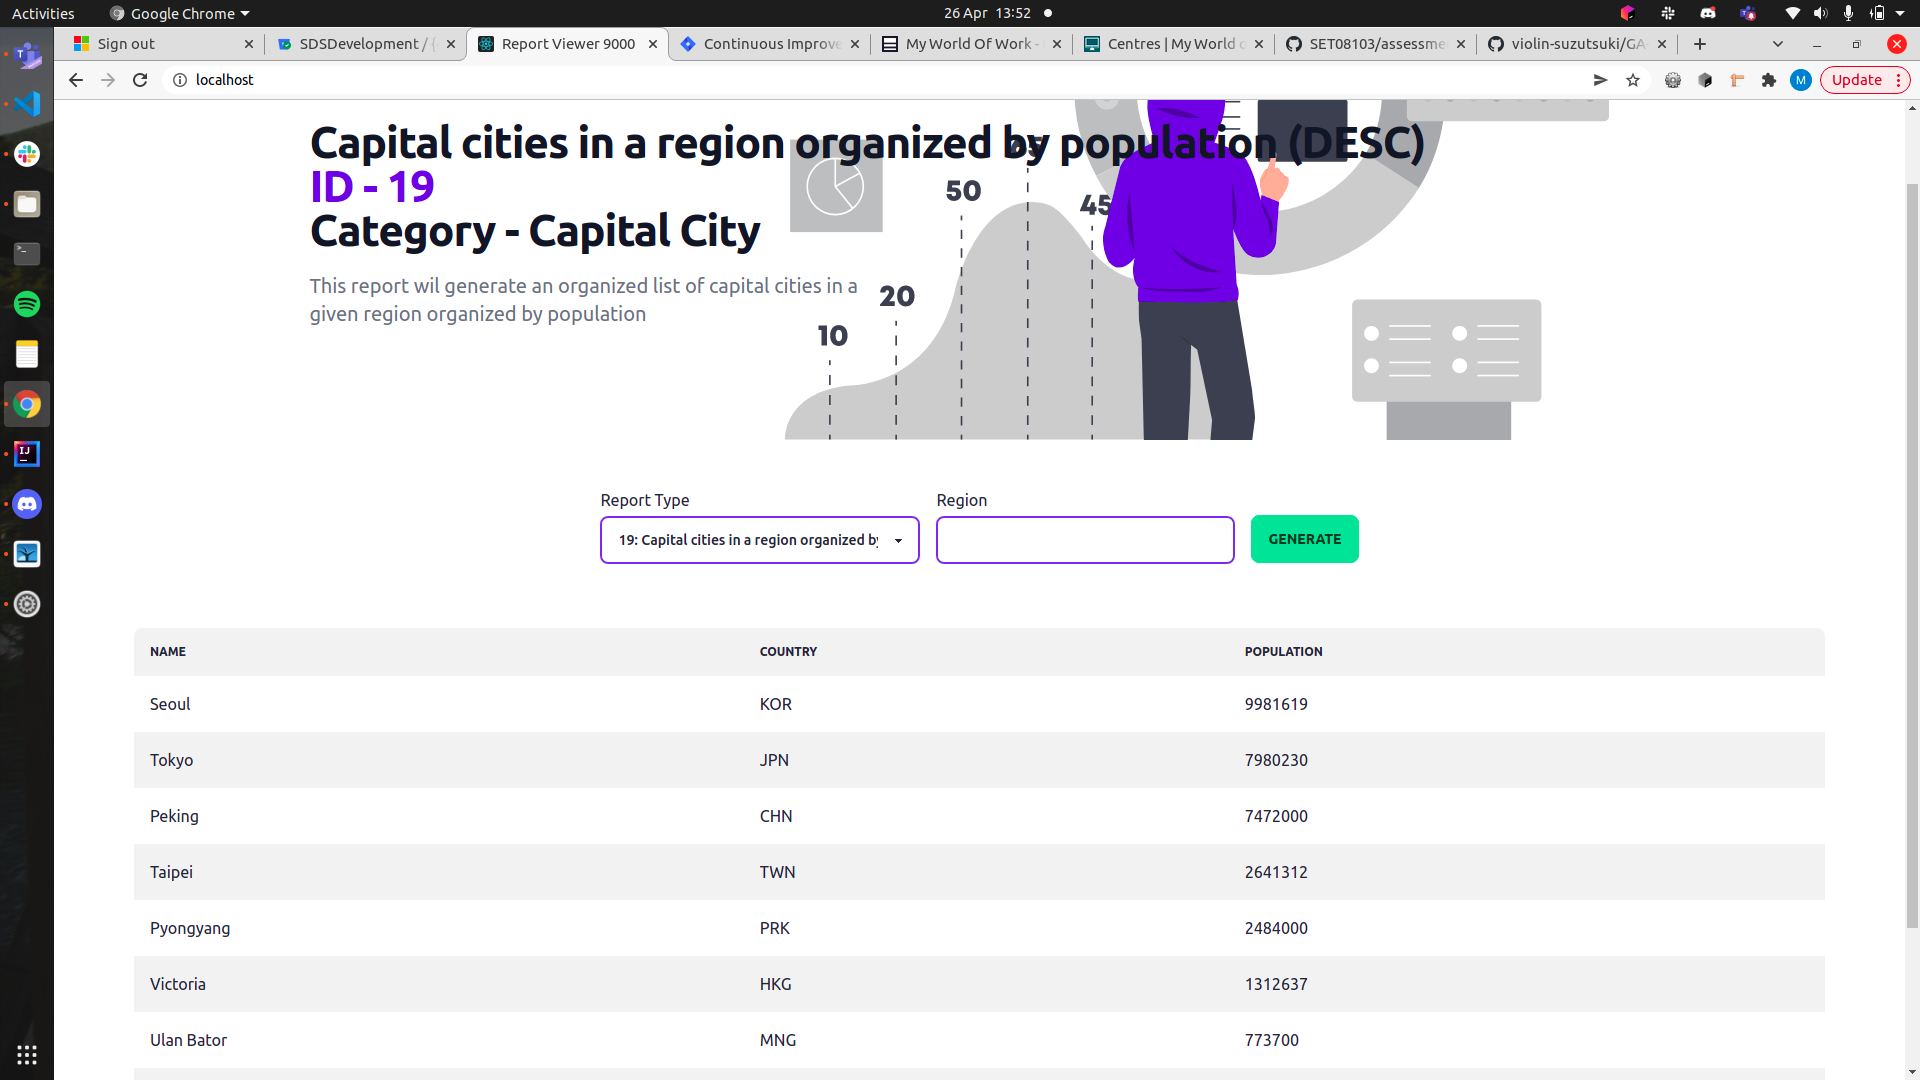 Activities
Google Chrome
26 Apr 13:52
Sign out
SDSDevelopment / (
Report Viewer 9000
Continuous Improve
My World Of Work -
Centres | My World o
SET08103/assessme
violin-suzutsuki/GA
localhost
M
Update
Capital cities in a region organized by population (DESC)
ID - 19
Category - Capital City
This report wil generate an organized list of capital cities in a
given region organized by population
10
20
50
45
Report Type
Region
19: Capital cities in a region organized by
GENERATE
NAME COUNTRY POPULATION
Seoul KOR 9981619
Tokyo JPN 7980230
Peking CHN 7472000
Taipei TWN 2641312
Pyongyang PRK 2484000
Victoria HKG 1312637
Ulan Bator MNG 773700